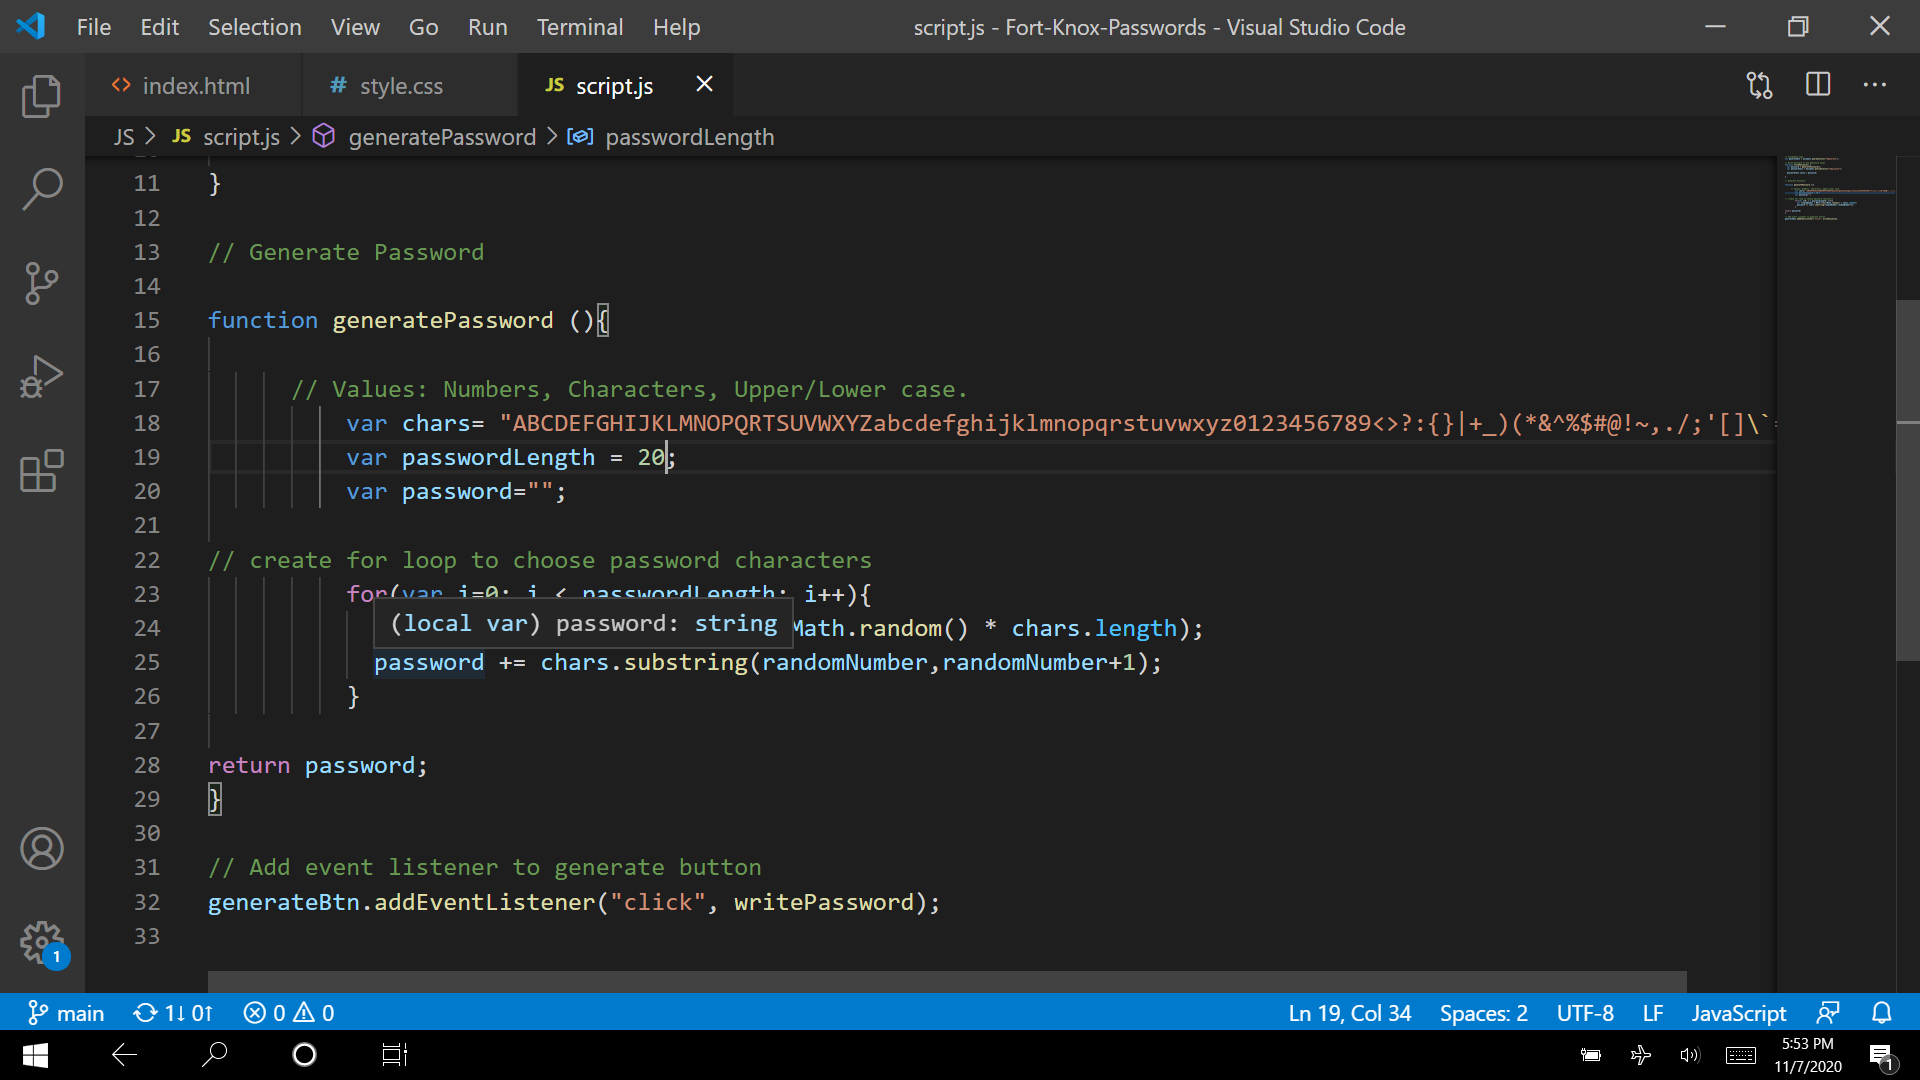 File Edit Selection View Go Run Terminal Help script.js - Fort-Knox-Passwords - Visual Studio Code
index.html # style.css JS script.js
JS > JS script.js > generatePassword > passwordLength
11 }
12
13 // Generate Password
14
15 function generatePassword (){
16
17 // Values: Numbers, Characters, Upper/Lower case.
18 var chars= "ABCDEFGHIJKLMNOPQRTSUVWXYZabcdefghijklmnopqrstuvwxyz0123456789<>?:{}|+_)(*&^%$#@!~,./;'[]\`=
19 var passwordLength = 20;
20 var password="";
21
22 // create for loop to choose password characters
23 for(var i=0; i < passwordLength; i++){
(local var) password: string
24 Math.random() * chars.length);
25 password += chars.substring(randomNumber,randomNumber+1);
26 }
27
28 return password;
29 }
30
31 // Add event listener to generate button
32 generateBtn.addEventListener("click", writePassword);
33
1
main 1↓ 0↑ 0 0 Ln 19, Col 34 Spaces: 2 UTF-8 LF JavaScript
5:53 PM
11/7/2020
1